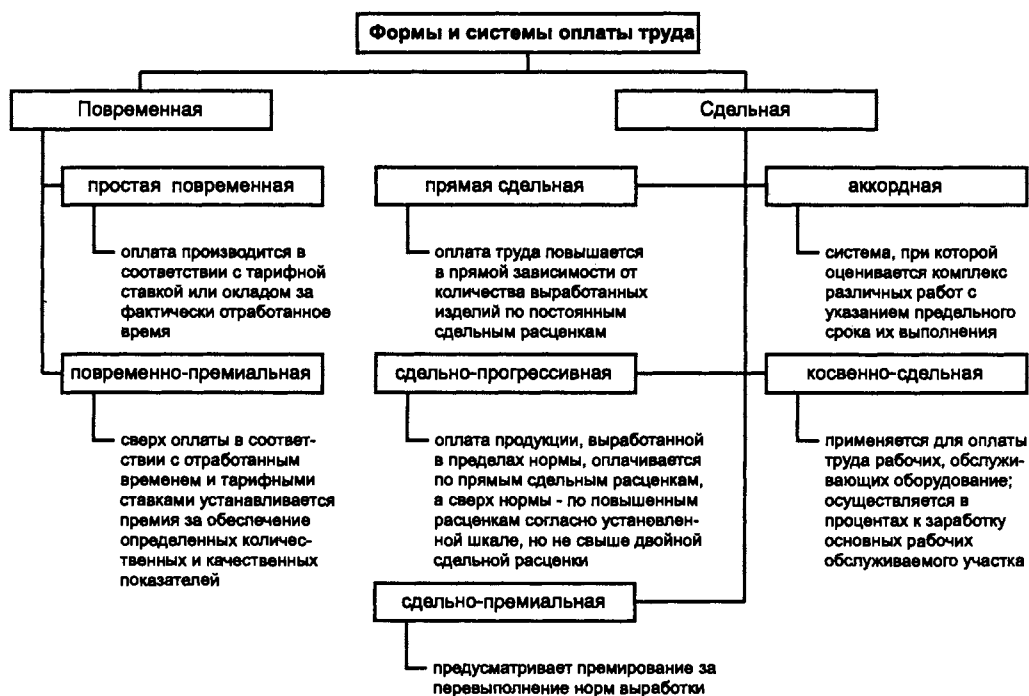 Формы и системы оплаты труда
Повременная
Сдельная
простая повременная
оплата производится в
соответствии с тарифной
ставкой или окладом за
фактически отработанное
время
повременно-премиальная
сверх оплаты в соответ-
ствии с отработанным
временем и тарифными
ставками устанавливается
премия за обеспечение
определенных количес-
твенных и качественных
показателей
прямая сдельная
оплата труда повышается
в прямой зависимости от
количества выработанных
изделий по постоянным
сдельным расценкам
сдельно-прогрессивная
оплата продукции, выработанной
в пределах нормы, оплачивается
по прямым сдельным расценкам,
а сверх нормы - по повышенным
расценкам согласно установлен-
ной шкале, но не свыше двойной
сдельной расценки
сдельно-премиальная
предусматривает премирование за
перевыполнение норм выработки
аккордная
система, при которой
оценивается комплекс
различных работ с
указанием предельного
срока их выполнения
косвенно-сдельная
применяется для оплаты
труда рабочих, обслужи-
вающих оборудование;
осуществляется в
процентах к заработку
основных рабочих
обслуживаемого участка